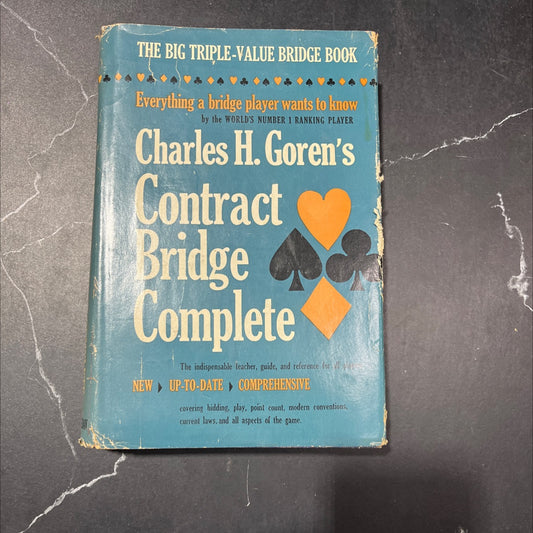 THE BIG TRIPLE-VALUE BRIDGE BOOK
Everything a bridge player wants to know
by the WORLD'S NUMBER 1 RANKING PLAYER
Charles H. Goren's
Contract
Bridge
Complete
The indispensable teacher, guide, and reference for
NEW UP-TO-DATE COMPREHENSIVE
covering bidding, play, point count, modern conventions,
current laws, and all aspects of the game.